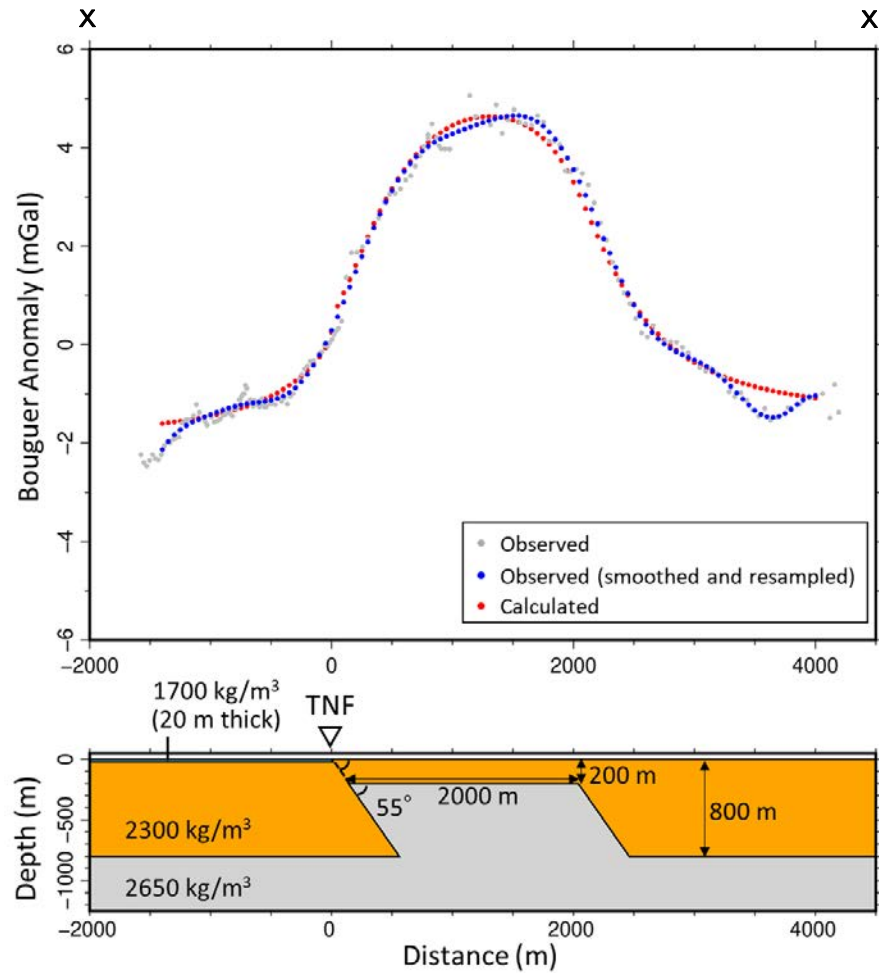 X X
6
4
2
0
−2
−4
−6
Bouguer Anomaly (mGal)
Observed
Observed (smoothed and resampled)
Calculated
−2000 0 2000 4000
1700 kg/m³
(20 m thick)
TNF
0
−500
−1000
Depth (m)
200 m
2000 m
55°
800 m
2300 kg/m³
2650 kg/m³
−2000 0 2000 4000
Distance (m)